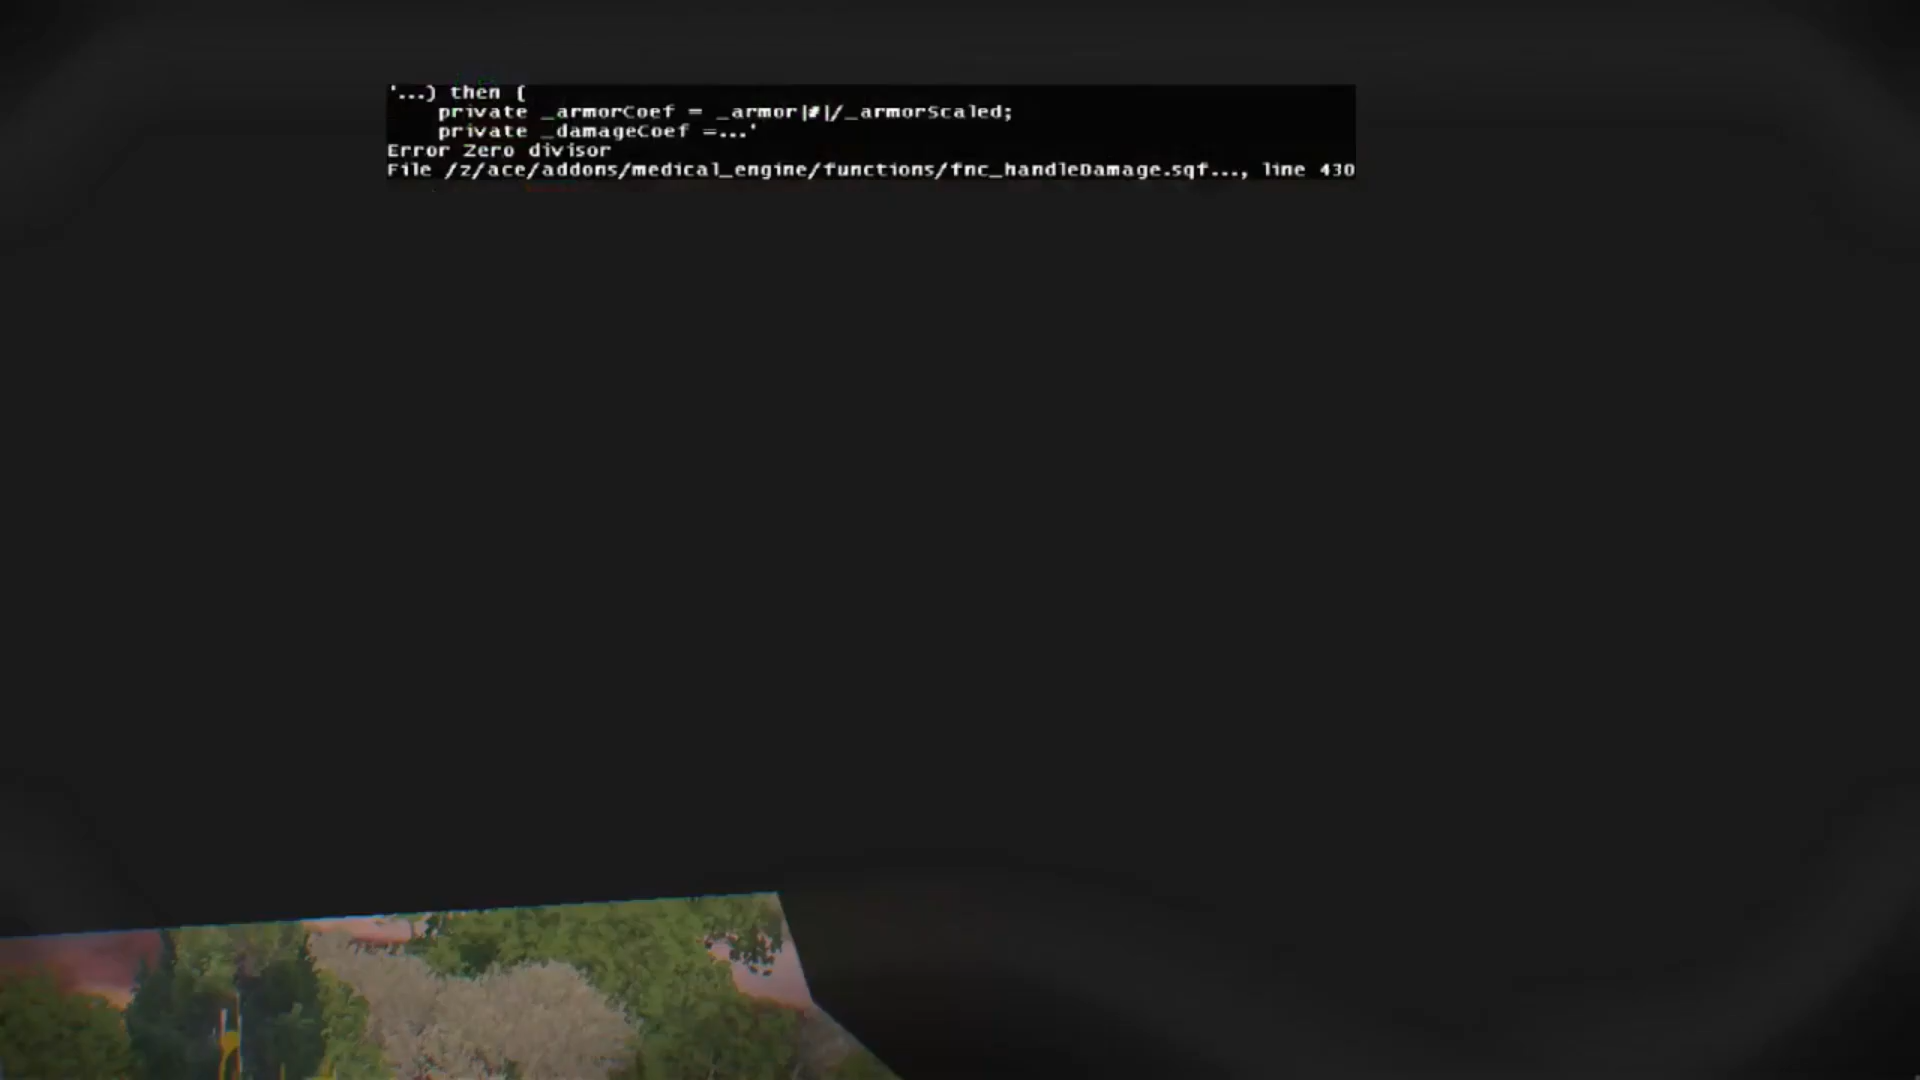 '...) then {
private _armorCoef = _armor|#|/_armorScaled;
private _damageCoef =...'
Error Zero divisor
File /z/ace/addons/medical_engine/functions/fnc_handleDamage.sqf..., line 430